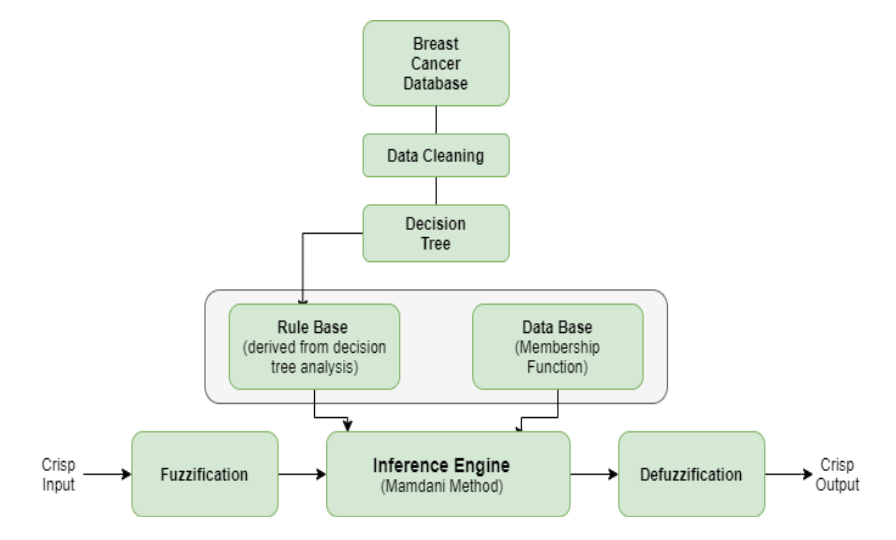 Breast
Cancer
Database
Data Cleaning
Decision
Tree
Rule Base
(derived from decision
tree analysis)
Data Base
(Membership
Function)
Crisp
Input
Fuzzification
Inference Engine
(Mamdani Method)
Defuzzification
Crisp
Output